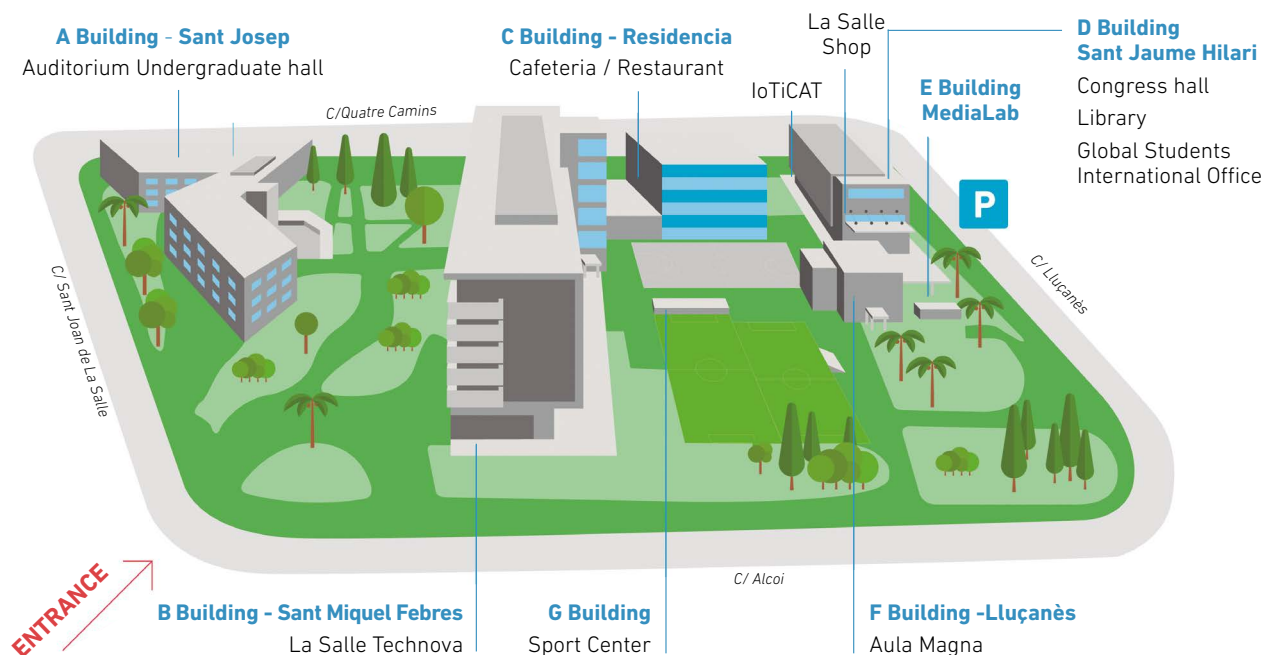 A Building - Sant Josep
Auditorium Undergraduate hall
C Building - Residencia
Cafeteria / Restaurant
La Salle
Shop
IoTiCAT
E Building
MediaLab
D Building
Sant Jaume Hilari
Congress hall
Library
Global Students
International Office
C/Quatre Camins
P
C/ Sant Joan de La Salle
C/ Lluçanès
C/ Alcoi
ENTRANCE
B Building - Sant Miquel Febres
La Salle Technova
G Building
Sport Center
F Building -Lluçanès
Aula Magna